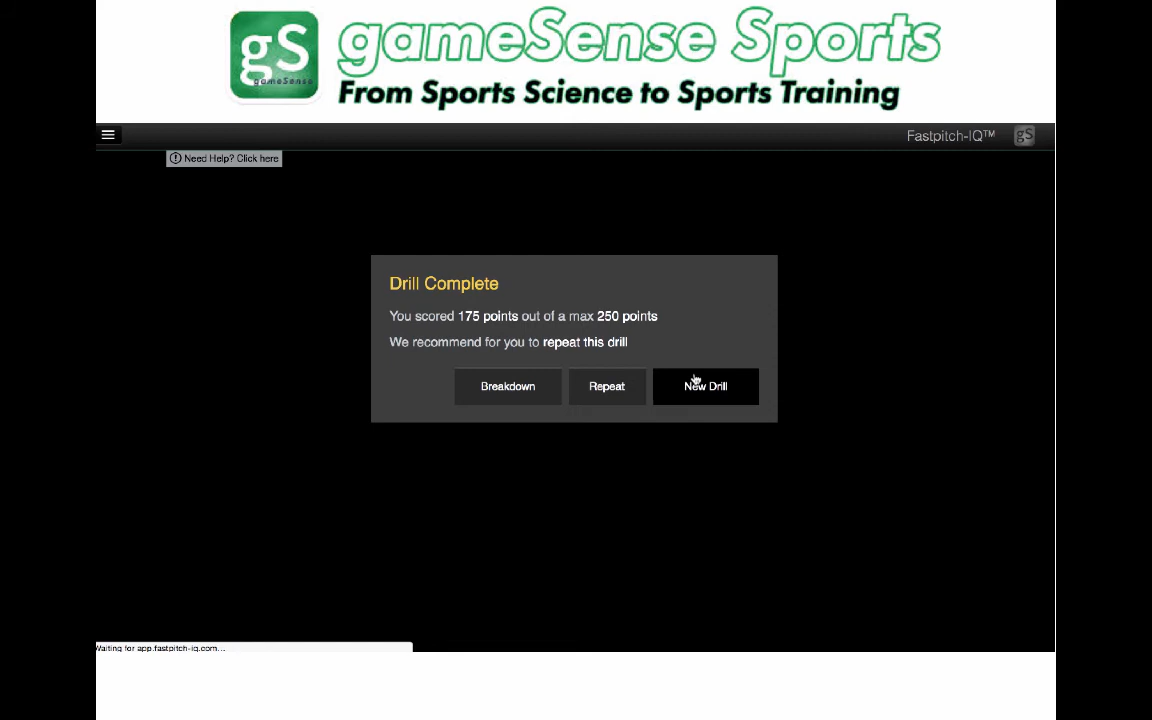 gS
gameSense
gameSense Sports
From Sports Science to Sports Training
Fastpitch-IQ™ gS
Need Help? Click here
Drill Complete
You scored 175 points out of a max 250 points
We recommend for you to repeat this drill
Breakdown Repeat New Drill
Waiting for app.fastpitch-iq.com...